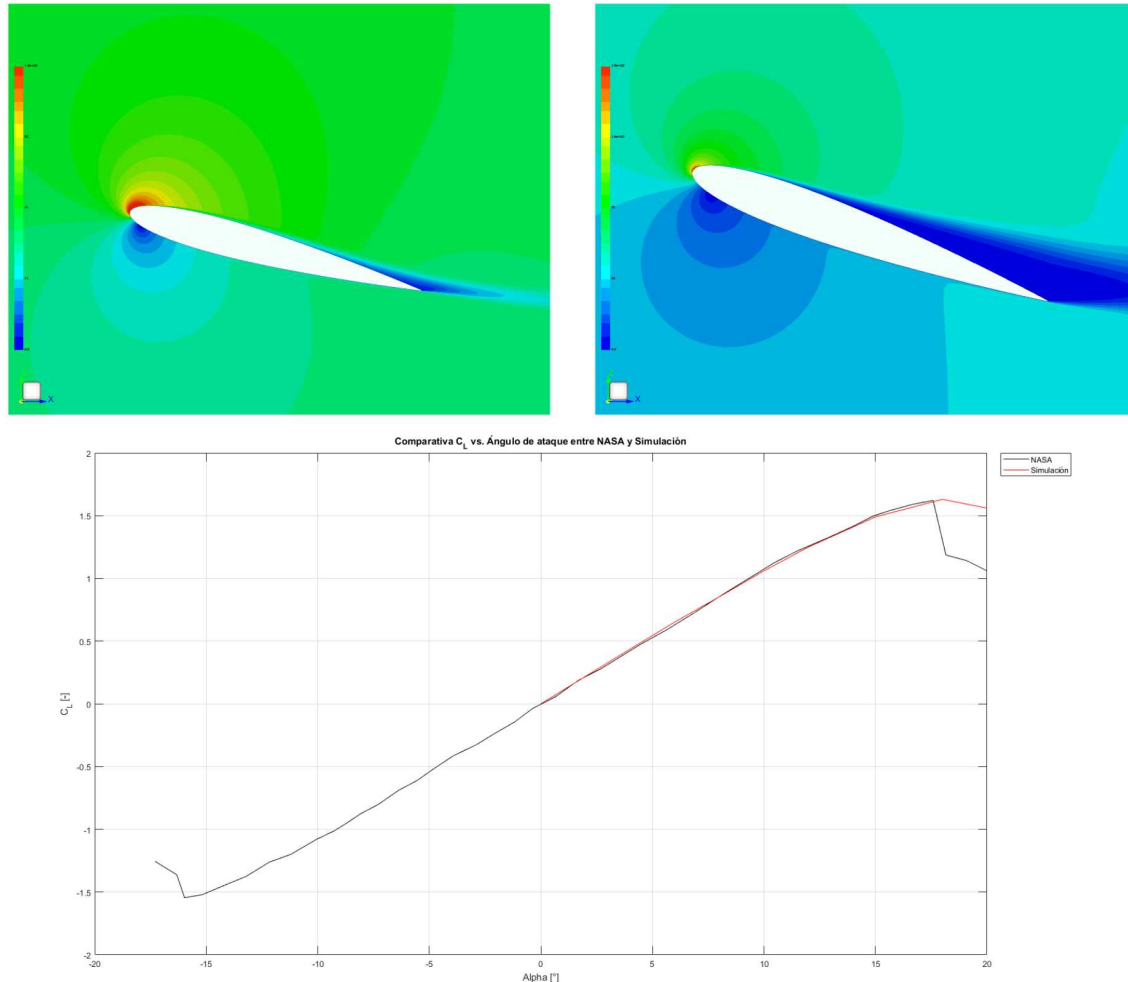 X
X
Comparativa C_L vs. Ángulo de ataque entre NASA y Simulación
NASA
Simulación
2
1.5
1
0.5
0
-0.5
-1
-1.5
-2
C_L [-]
-20
-15
-10
-5
0
5
10
15
20
Alpha [°]